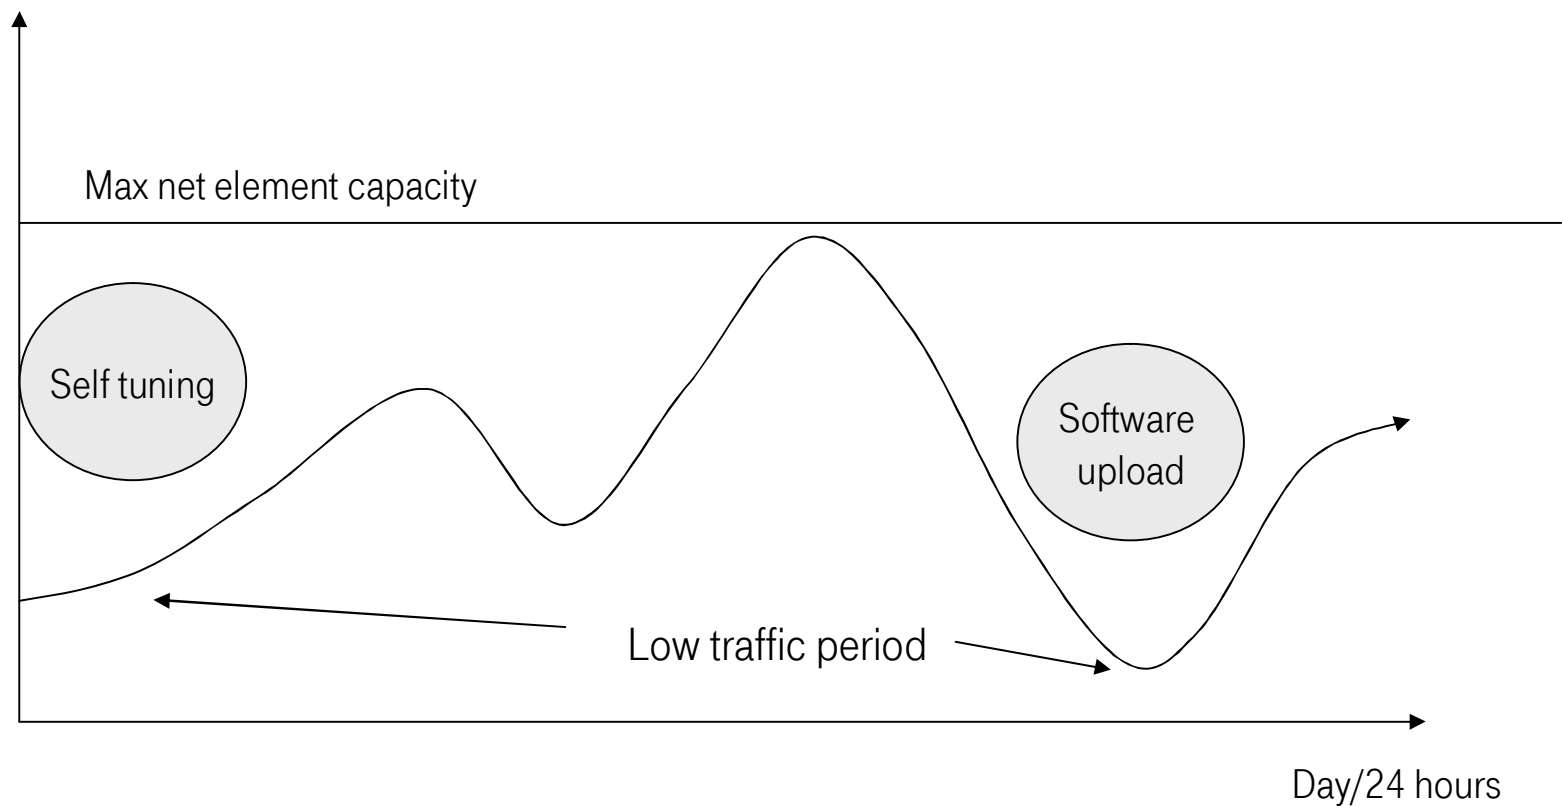 Max net element capacity
Self tuning
Software
upload
Low traffic period
Day/24 hours